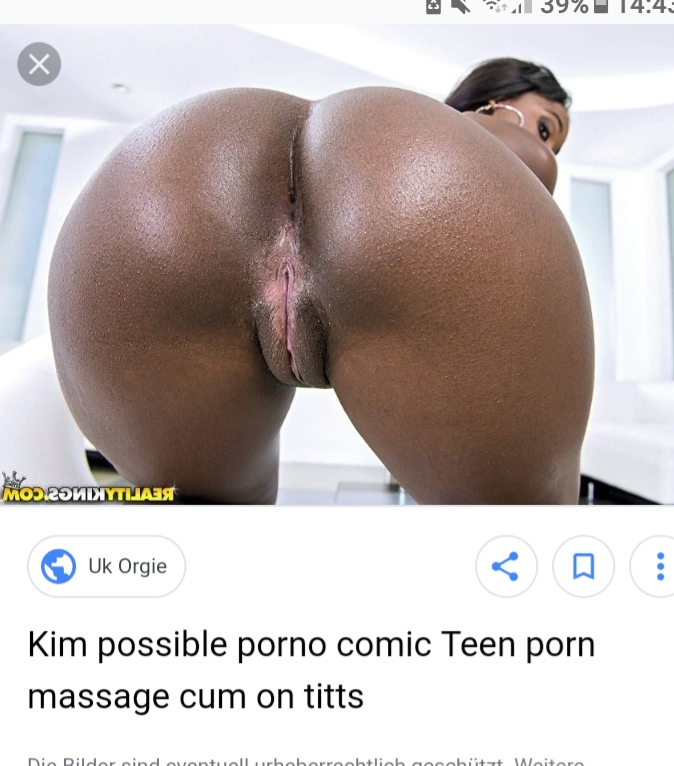 39% 14:43
REALITYKINGS.COM
Uk Orgie
Kim possible porno comic Teen porn
massage cum on titts
Die Bilder sind eventuell urheberrechtlich geschützt. Weitere